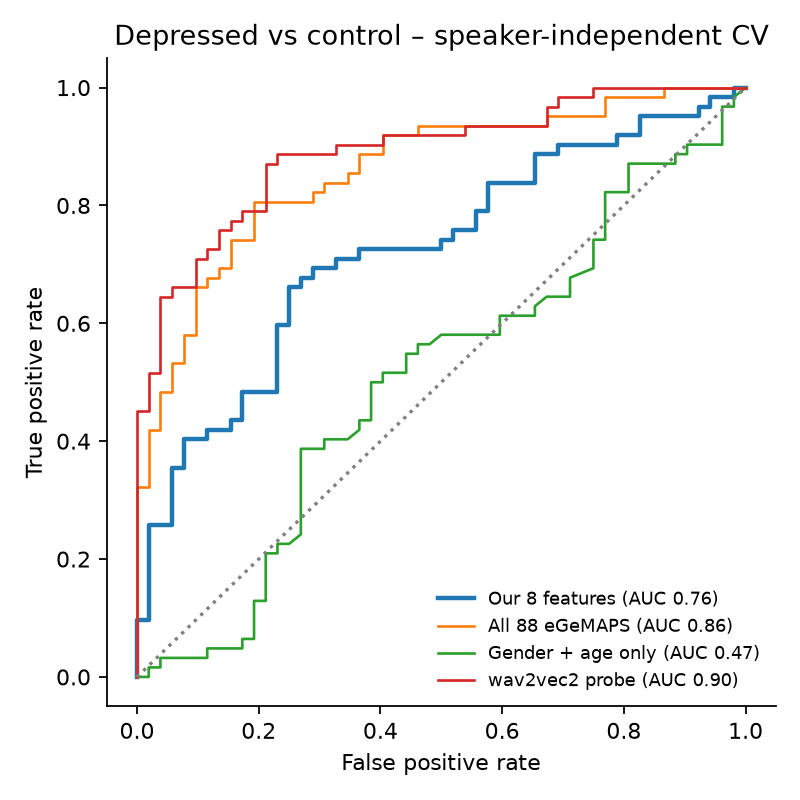 Depressed vs control – speaker-independent CV
True positive rate
1.0
0.8
0.6
0.4
0.2
0.0
Our 8 features (AUC 0.76)
All 88 eGeMAPS (AUC 0.86)
Gender + age only (AUC 0.47)
wav2vec2 probe (AUC 0.90)
0.0 0.2 0.4 0.6 0.8 1.0
False positive rate